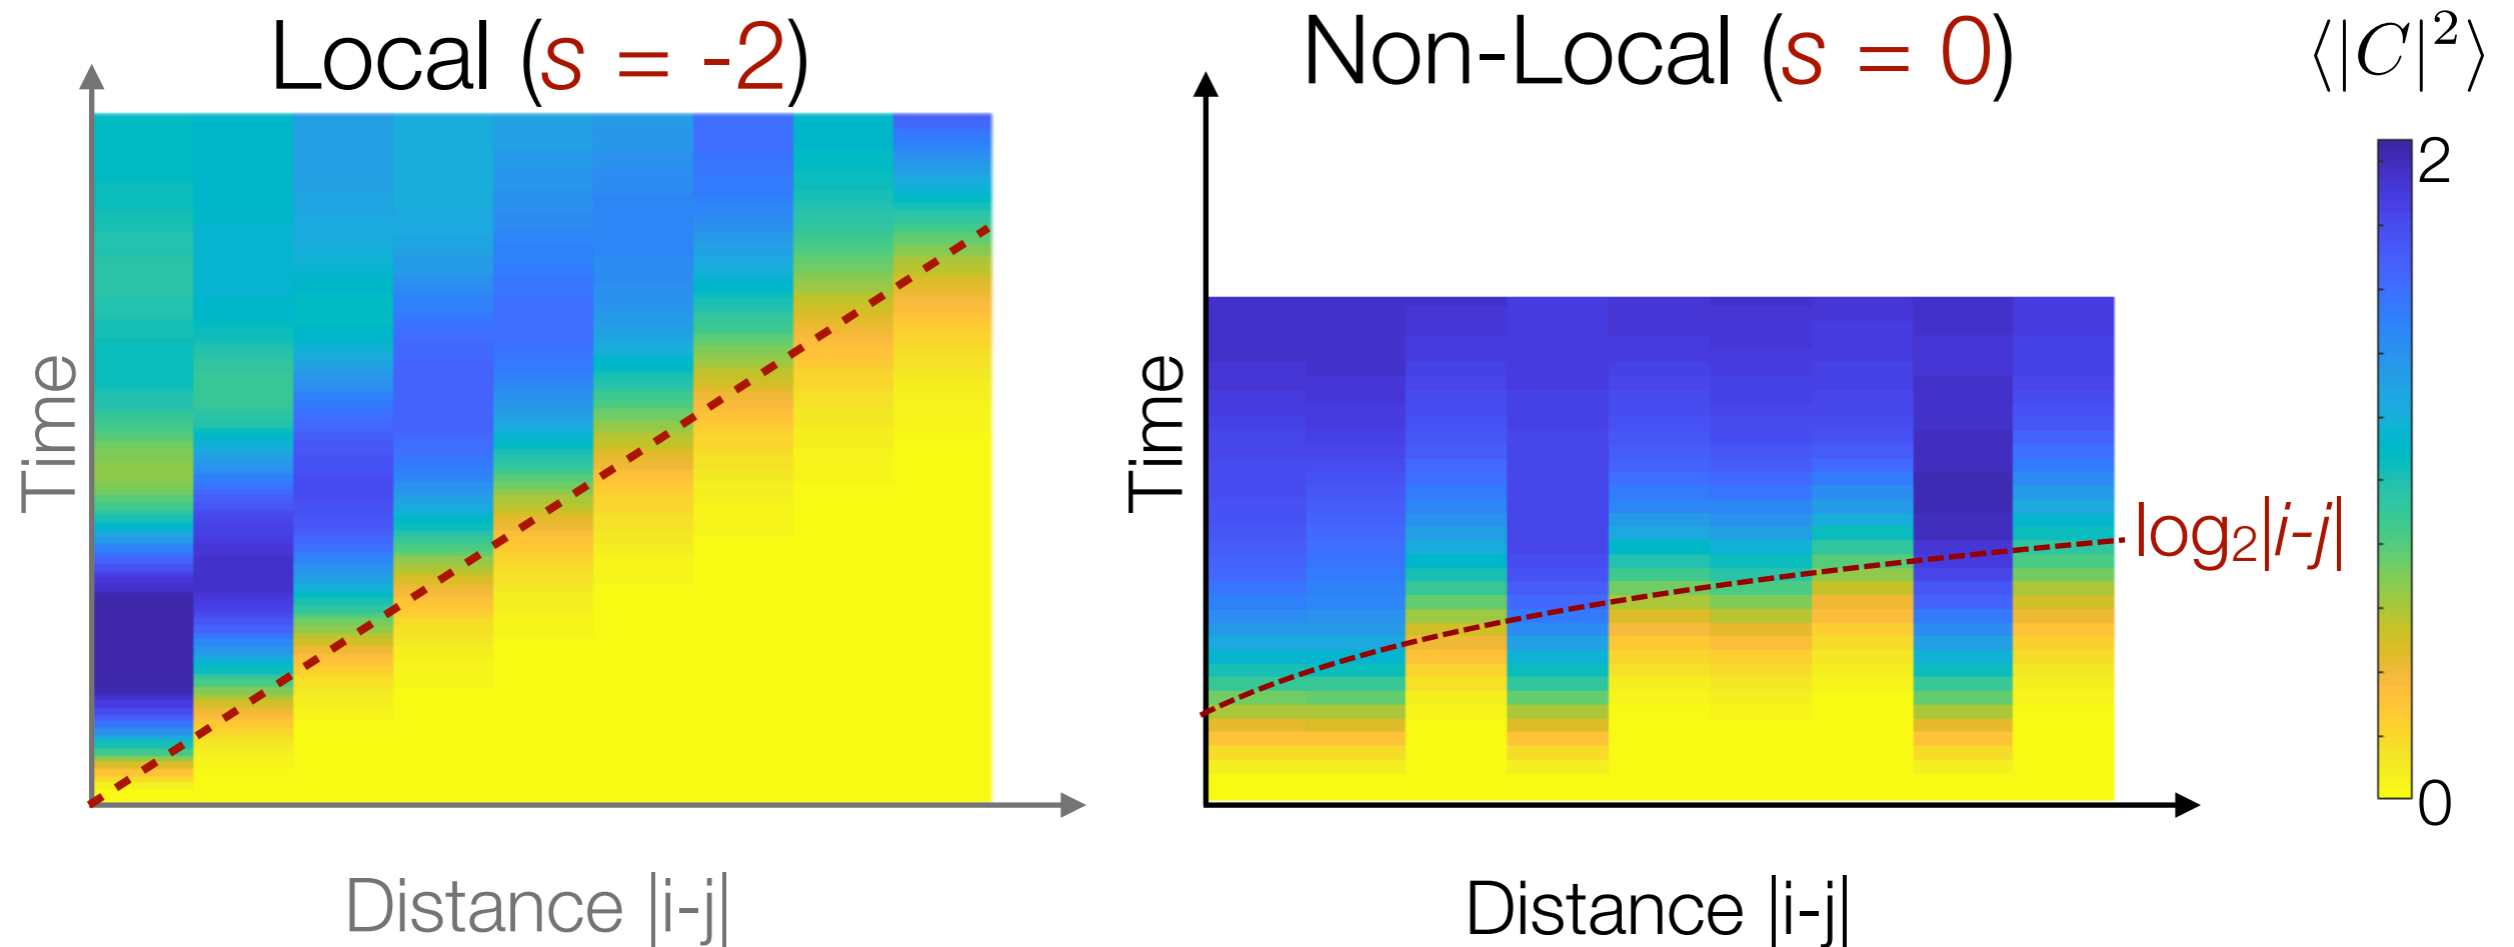 Local (s = -2)
Non-Local (s = 0)
⟨|C|²⟩
2
0
Time
Time
log₂|i-j|
Distance |i-j|
Distance |i-j|